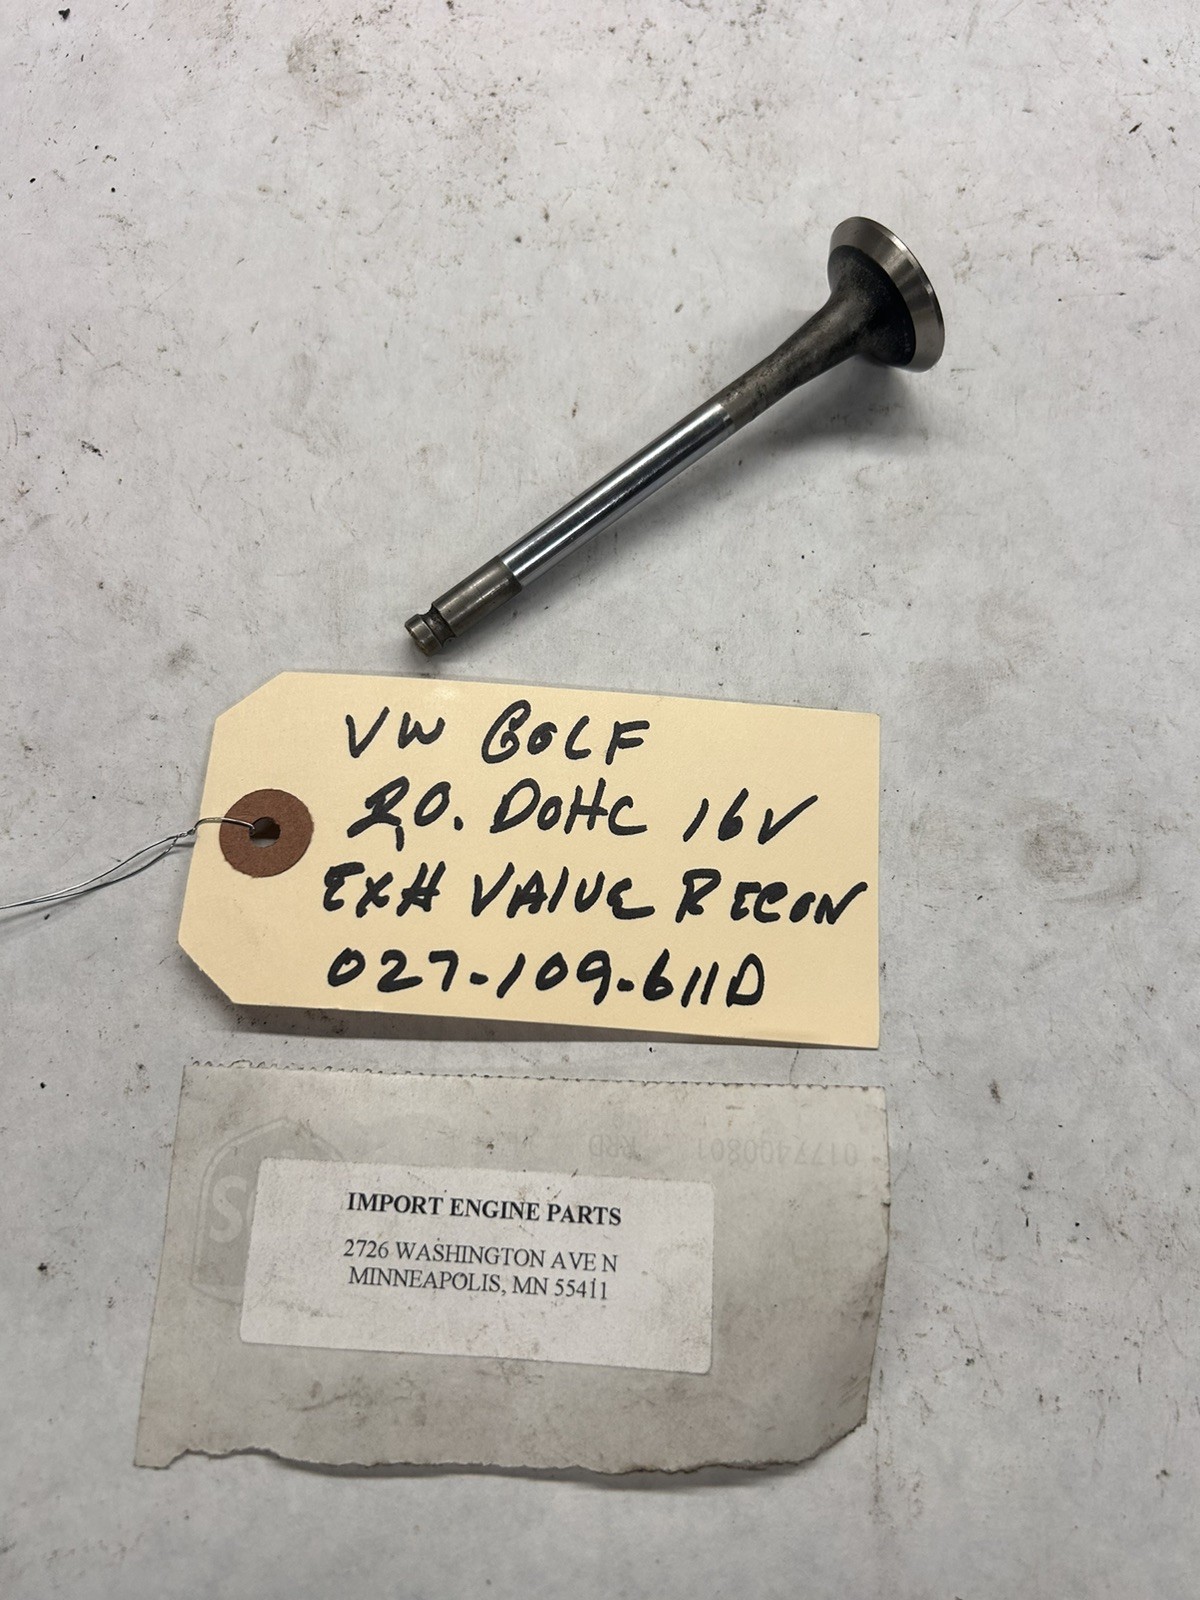 VW GOLF
2,0. DOHC 16V
EXH VALVE RECON
027-109-611D
0177400801
IMPORT ENGINE PARTS
2726 WASHINGTON AVE N
MINNEAPOLIS, MN 55411